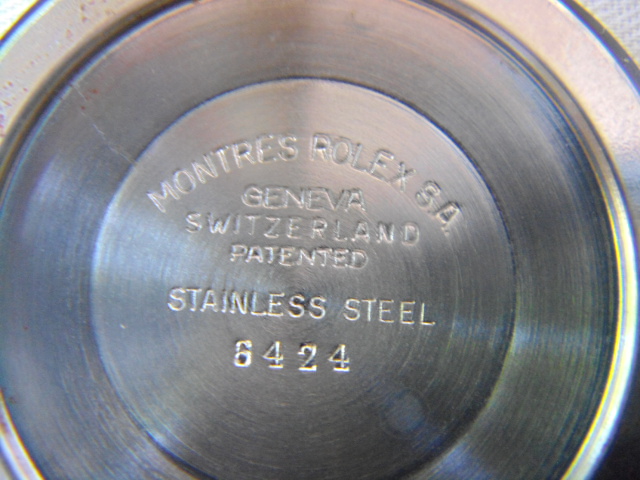 MONTRES ROLEX S.A.
GENEVA
SWITZERLAND
PATENTED
STAINLESS STEEL
6424